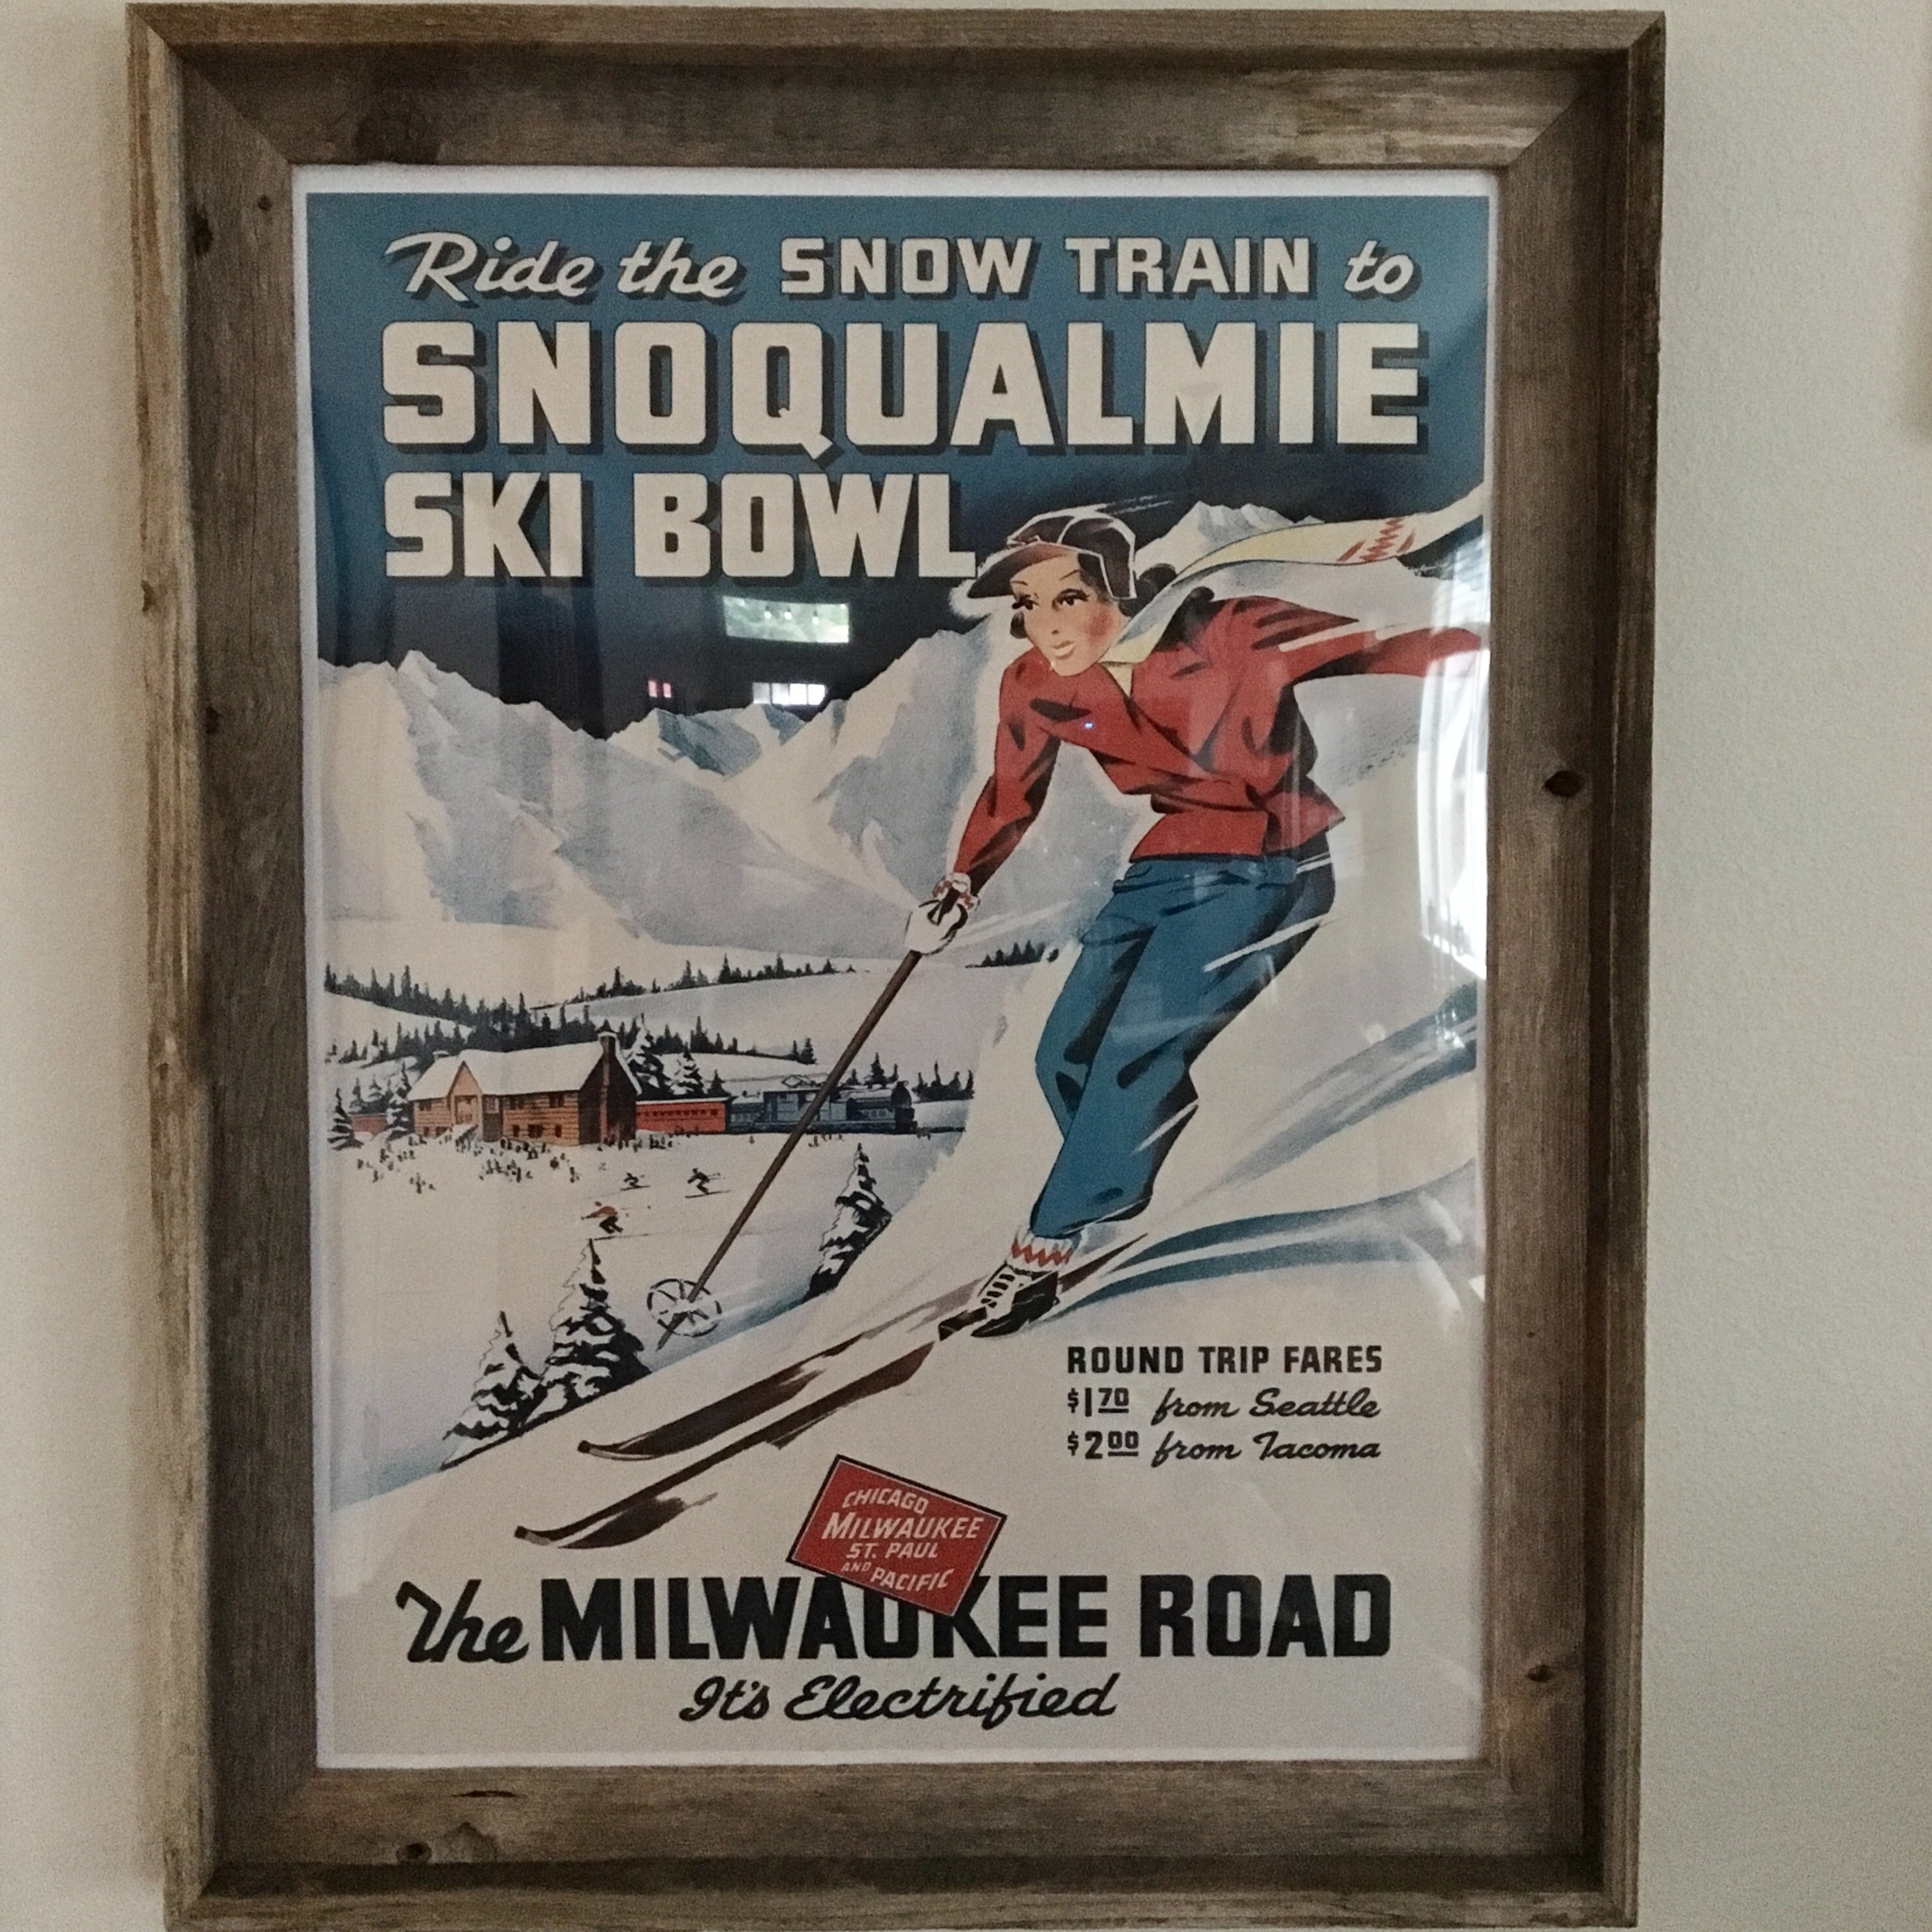 Ride the SNOW TRAIN to
SNOQUALMIE
SKI BOWL
ROUND TRIP FARES
$1.70 from Seattle
$2.00 from Tacoma
CHICAGO
MILWAUKEE
ST. PAUL
AND PACIFIC
The MILWAUKEE ROAD
It's Electrified